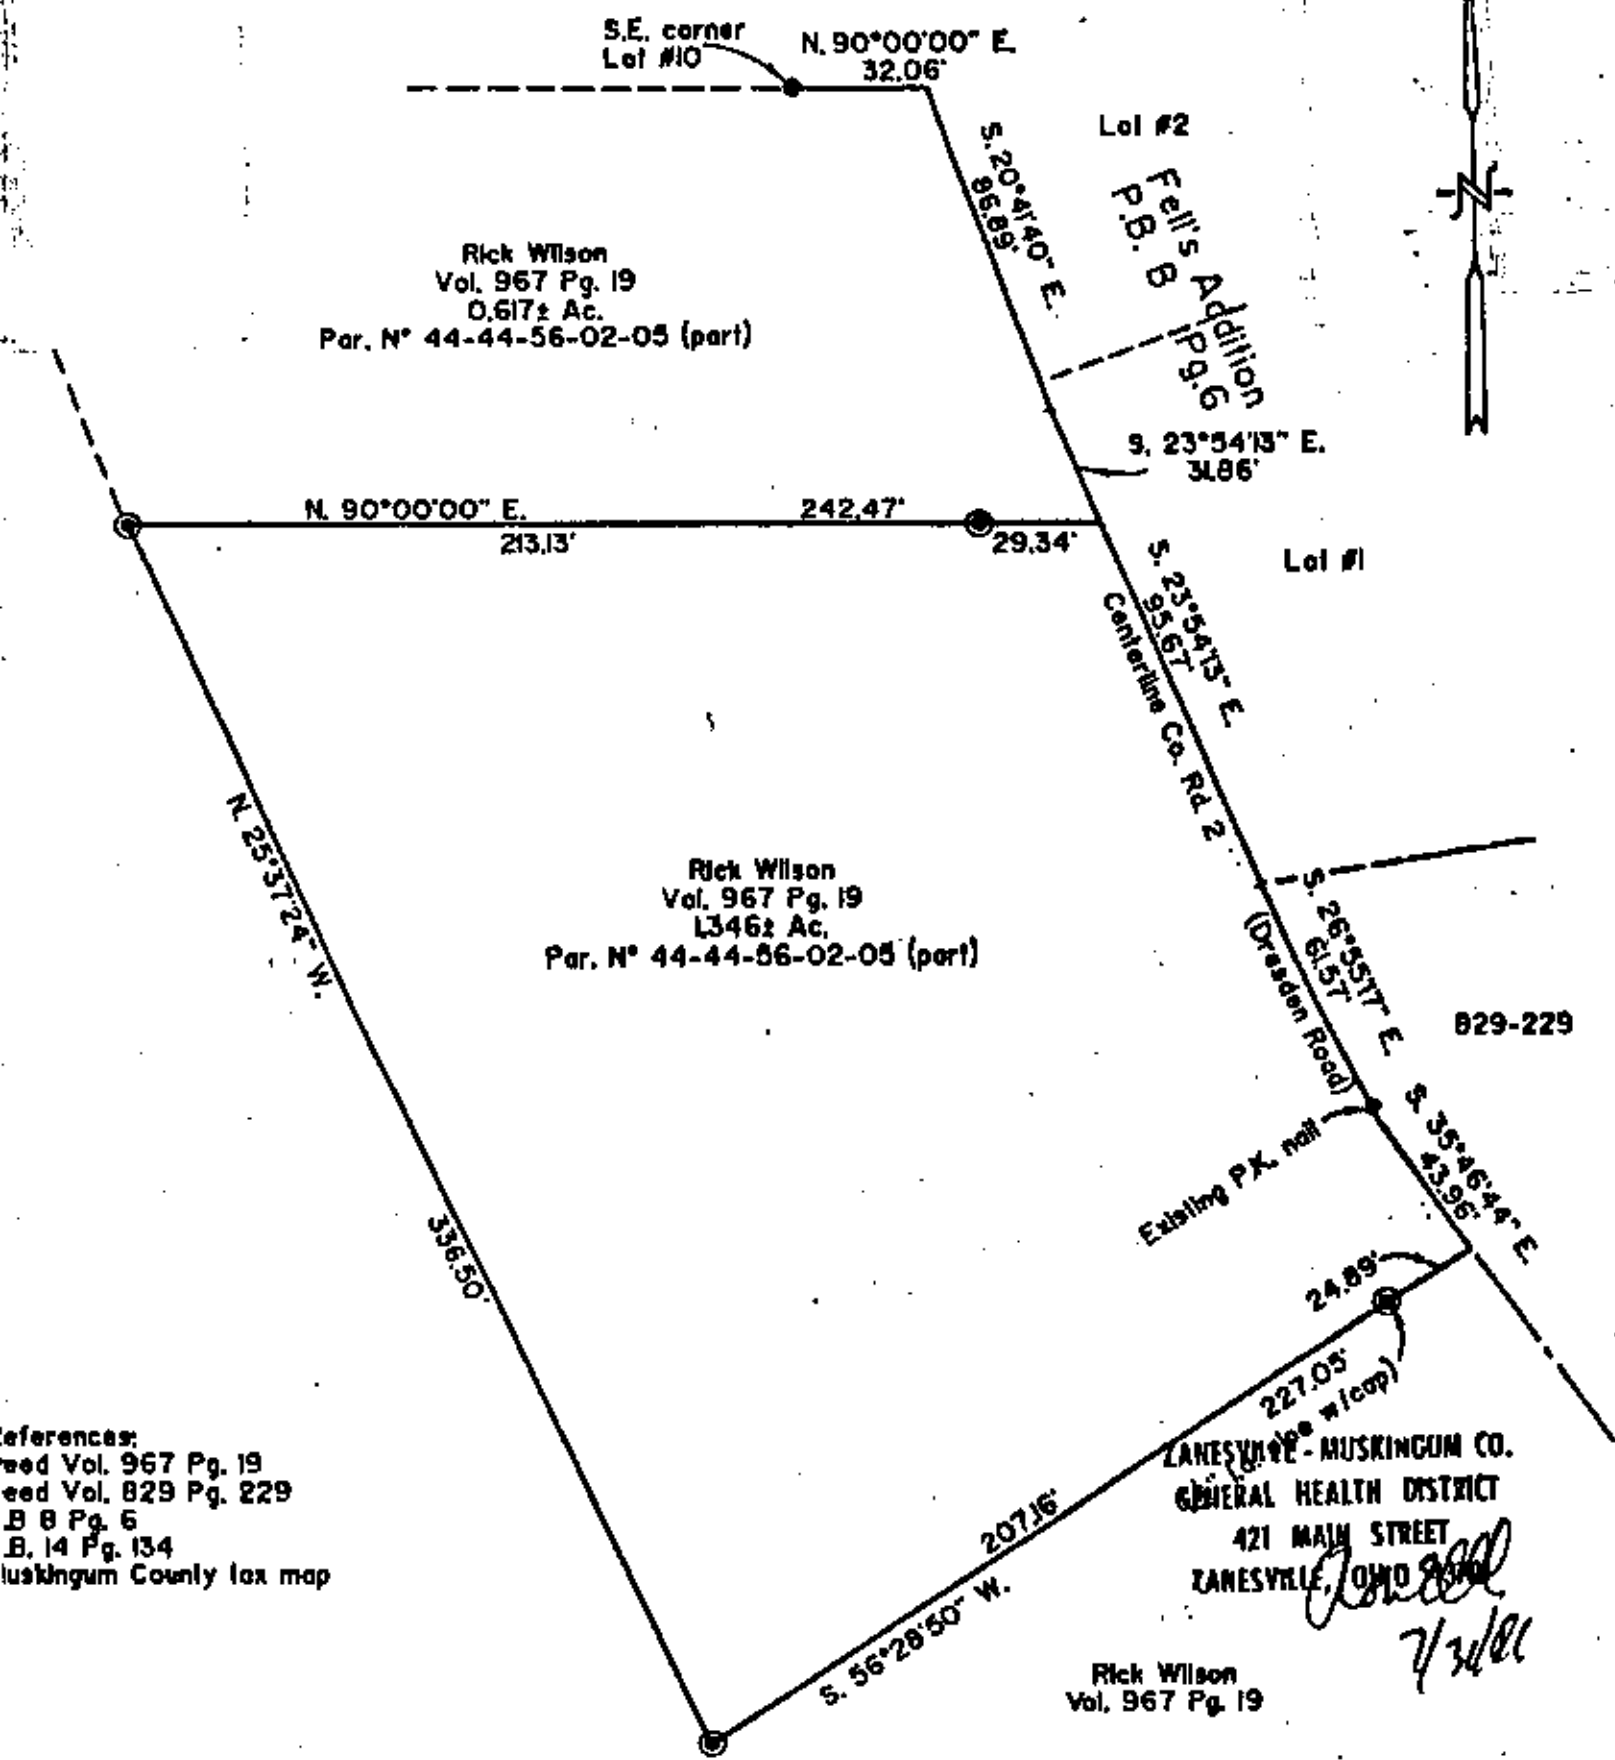 S.E. corner
Lot #10
N. 90°00'00" E.
32.06'
Lot #2
S. 20°41'40" E.
86.89'
Fell's Addition
P.B. B Pg.6
Rick Wilson
Vol. 967 Pg. 19
0.617± Ac.
Par. N° 44-44-56-02-05 (part)
S. 23°54'13" E.
31.86'
N. 90°00'00" E.
242.47'
213.13'
29.34'
Lot #1
S. 23°54'13" E.
95.67'
Centerline Co. Rd. 2
(Dresden Road)
N. 25°37'24" W.
336.50'
Rick Wilson
Vol. 967 Pg. 19
1.346± Ac.
Par. N° 44-44-56-02-05 (part)
S. 26°55'17" E.
61.57'
829-229
Existing P.K. nail
S. 35°46'44" E.
43.96'
24.89'
227.05'
w/cap)
207.16'
S. 56°28'50" W.
References:
Deed Vol. 967 Pg. 19
Deed Vol. 829 Pg. 229
P.B B Pg. 6
P.B. 14 Pg. 134
Muskingum County tax map
ZANESVILLE - MUSKINGUM CO.
GENERAL HEALTH DISTRICT
421 MAIN STREET
ZANESVILLE, OHIO
Rick Wilson
Vol. 967 Pg. 19